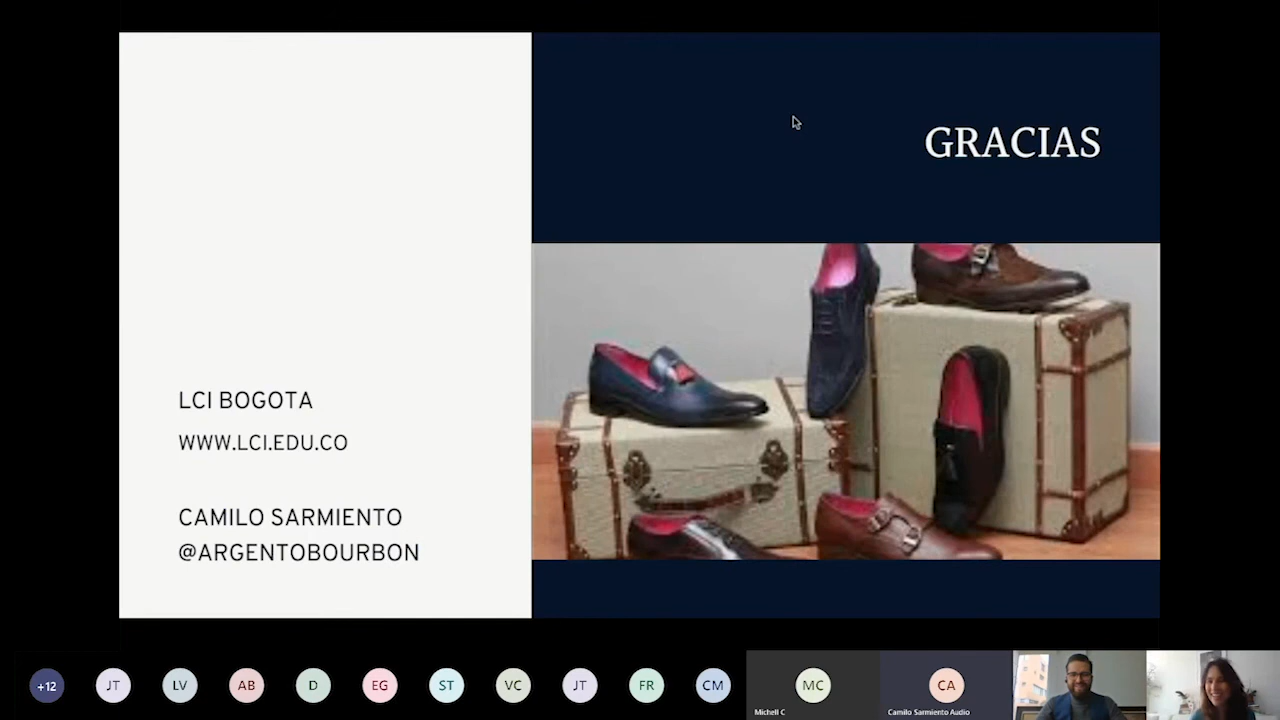 GRACIAS
LCI BOGOTA
WWW.LCI.EDU.CO
CAMILO SARMIENTO
@ARGENTOBOURBON
+12
JT
LV
AB
D
EG
ST
VC
JT
FR
CM
MC
CA
Michell C
Camilo Sarmiento Audio